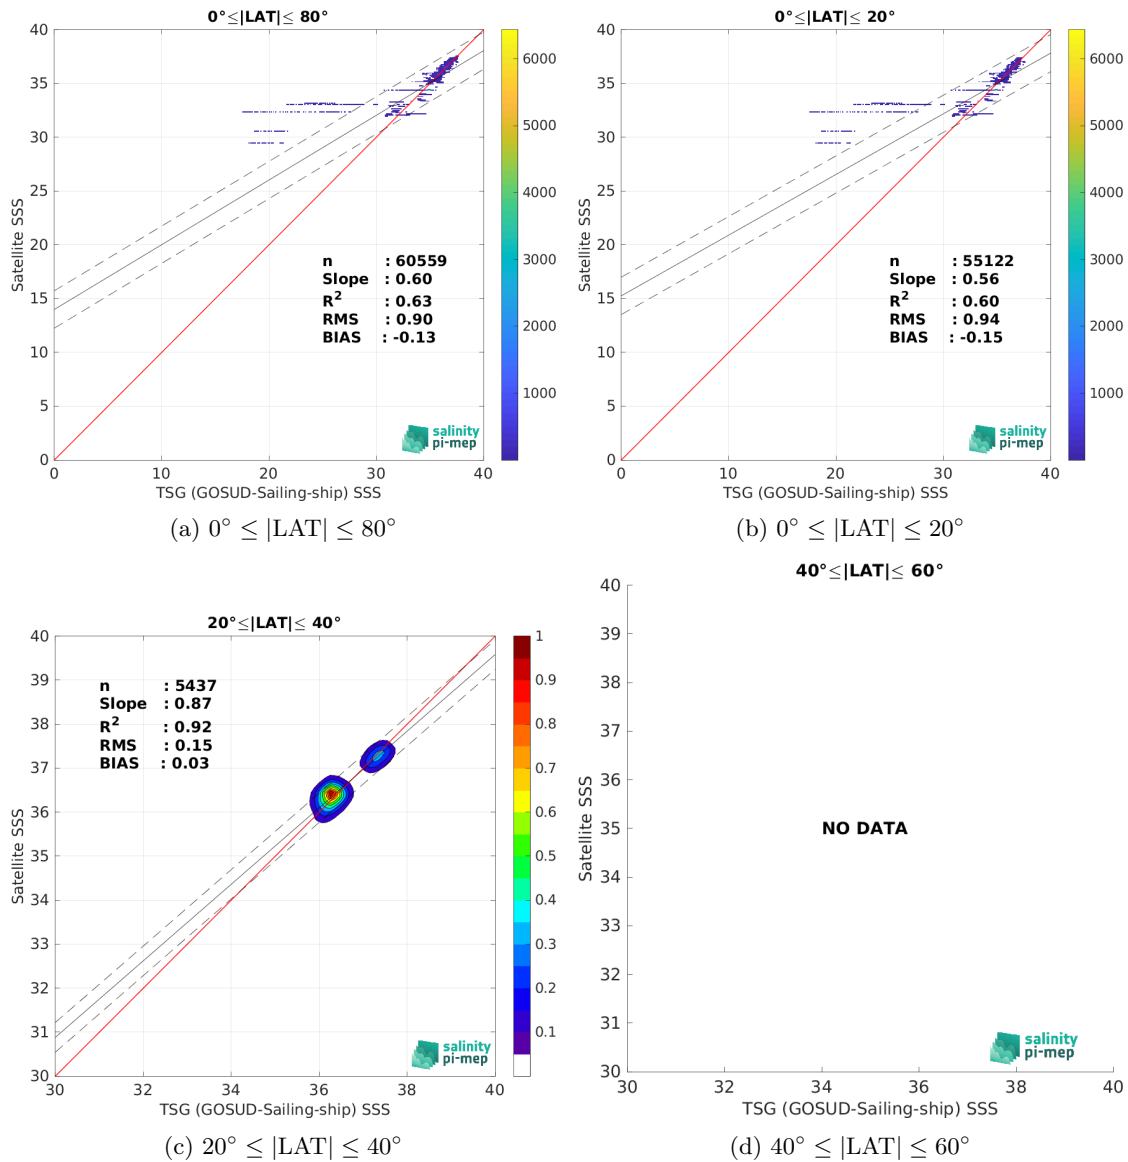 0°≤|LAT|≤ 80°
40
35
30
25
20
15
10
5
0
Satellite SSS
n : 60559
Slope : 0.60
R² : 0.63
RMS : 0.90
BIAS : -0.13
salinity
pi-mep
0 10 20 30 40
TSG (GOSUD-Sailing-ship) SSS
6000
5000
4000
3000
2000
1000
(a) 0° ≤ |LAT| ≤ 80°
0°≤|LAT|≤ 20°
40
35
30
25
20
15
10
5
0
Satellite SSS
n : 55122
Slope : 0.56
R² : 0.60
RMS : 0.94
BIAS : -0.15
salinity
pi-mep
0 10 20 30 40
TSG (GOSUD-Sailing-ship) SSS
6000
5000
4000
3000
2000
1000
(b) 0° ≤ |LAT| ≤ 20°
20°≤|LAT|≤ 40°
40
39
38
37
36
35
34
33
32
31
30
Satellite SSS
n : 5437
Slope : 0.87
R² : 0.92
RMS : 0.15
BIAS : 0.03
salinity
pi-mep
30 32 34 36 38 40
TSG (GOSUD-Sailing-ship) SSS
1
0.9
0.8
0.7
0.6
0.5
0.4
0.3
0.2
0.1
(c) 20° ≤ |LAT| ≤ 40°
40°≤|LAT|≤ 60°
40
39
38
37
36
35
34
33
32
31
30
Satellite SSS
NO DATA
salinity
pi-mep
30 32 34 36 38 40
TSG (GOSUD-Sailing-ship) SSS
(d) 40° ≤ |LAT| ≤ 60°